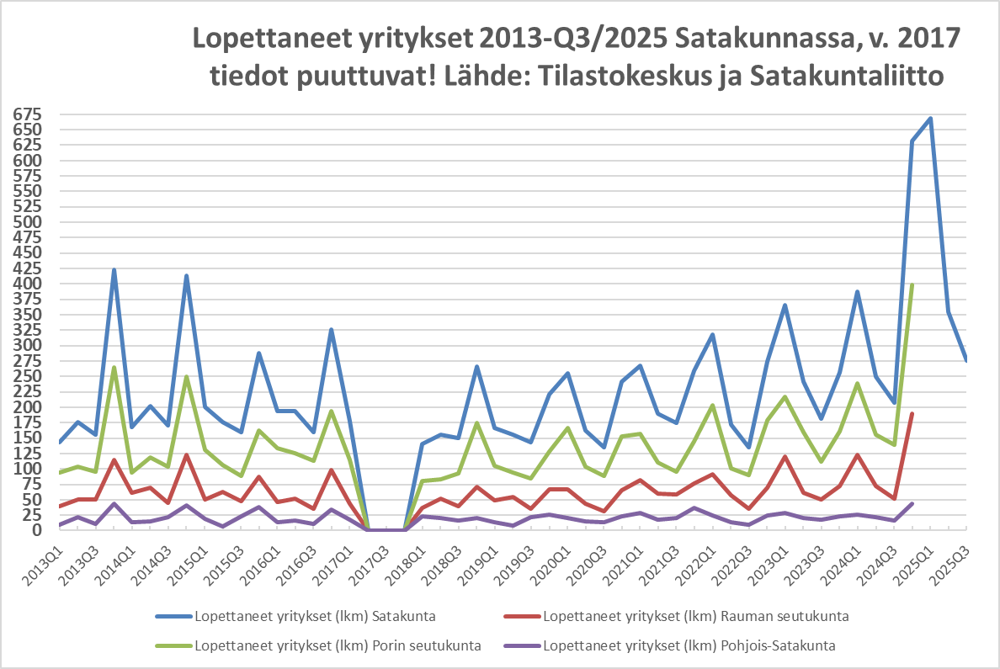 Lopettaneet yritykset 2013-Q3/2025 Satakunnassa, v. 2017
tiedot puuttuvat! Lähde: Tilastokeskus ja Satakuntaliitto
675
650
625
600
575
550
525
500
475
450
425
400
375
350
325
300
275
250
225
200
175
150
125
100
75
50
25
0
2013Q1
2013Q3
2014Q1
2014Q3
2015Q1
2015Q3
2016Q1
2016Q3
2017Q1
2017Q3
2018Q1
2018Q3
2019Q1
2019Q3
2020Q1
2020Q3
2021Q1
2021Q3
2022Q1
2022Q3
2023Q1
2023Q3
2024Q1
2024Q3
2025Q1
2025Q3
Lopettaneet yritykset (lkm) Satakunta
Lopettaneet yritykset (lkm) Rauman seutukunta
Lopettaneet yritykset (lkm) Porin seutukunta
Lopettaneet yritykset (lkm) Pohjois-Satakunta